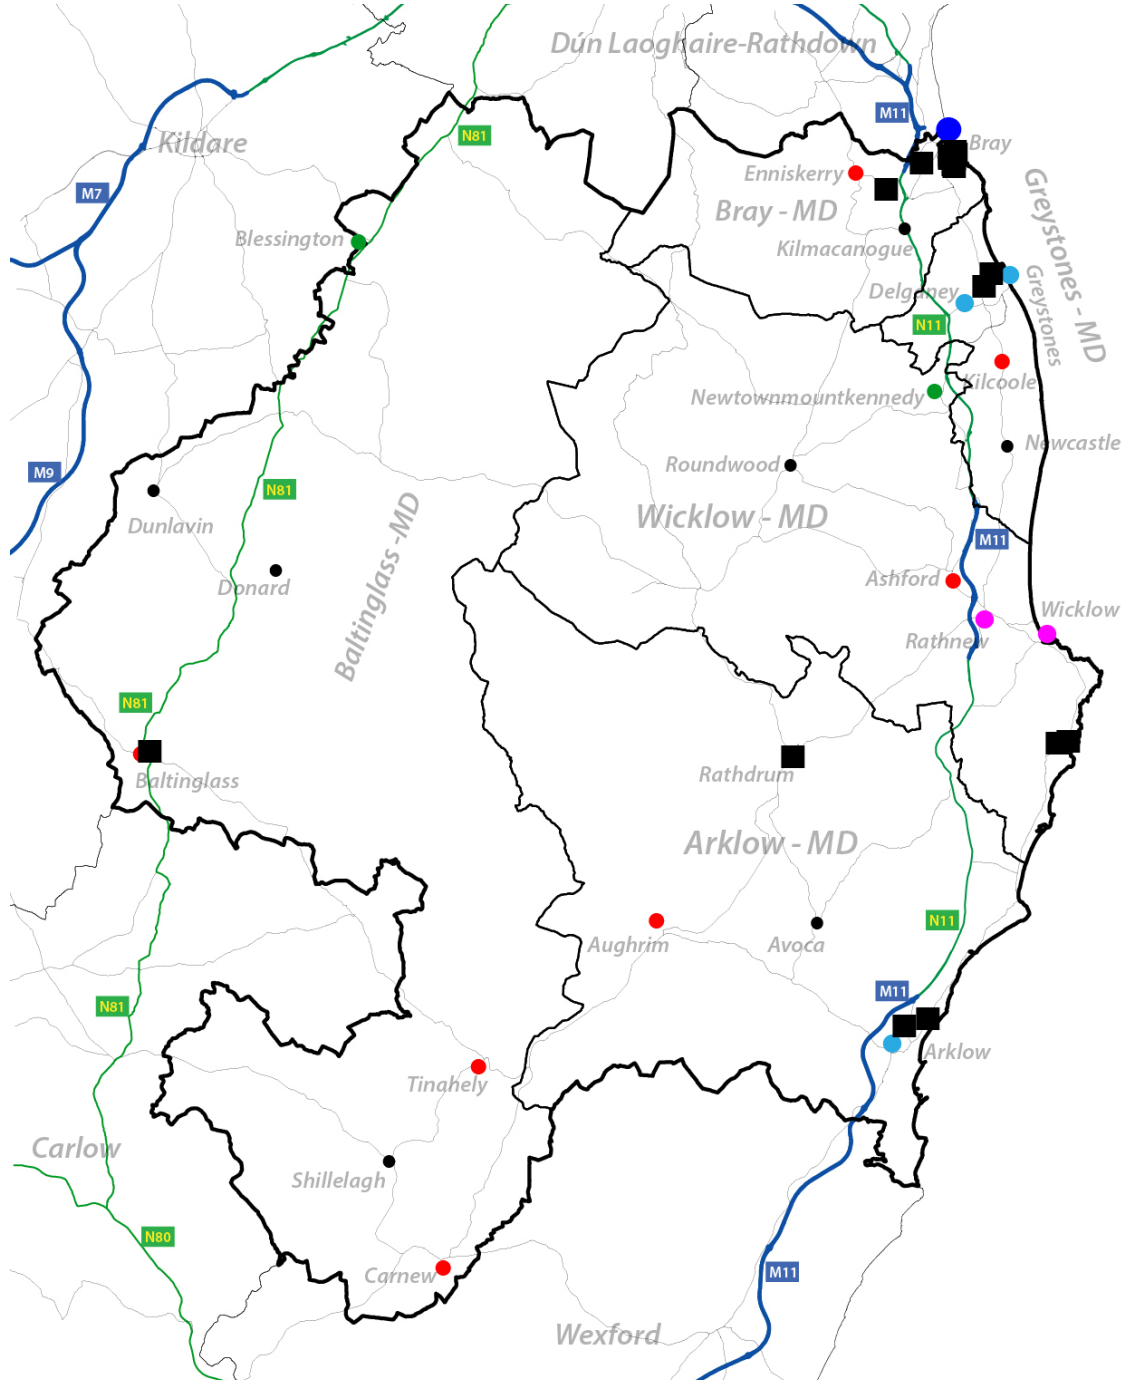 Dún Laoghaire-Rathdown
M11
N81
Kildare
Bray
Enniskerry
M7
Bray - MD
Greystones - MD
Blessington
Kilmacanogue
Delganey
Greystones
N11
Kilcoole
Newtownmountkennedy
Newcastle
Roundwood
M9
N81
Dunlavin
Wicklow - MD
Baltinglass -MD
M11
Ashford
Donard
Wicklow
Rathnew
N81
Rathdrum
Baltinglass
Arklow - MD
N11
Aughrim
Avoca
M11
N81
Arklow
Tinahely
Carlow
Shillelagh
N80
Carnew
M11
Wexford